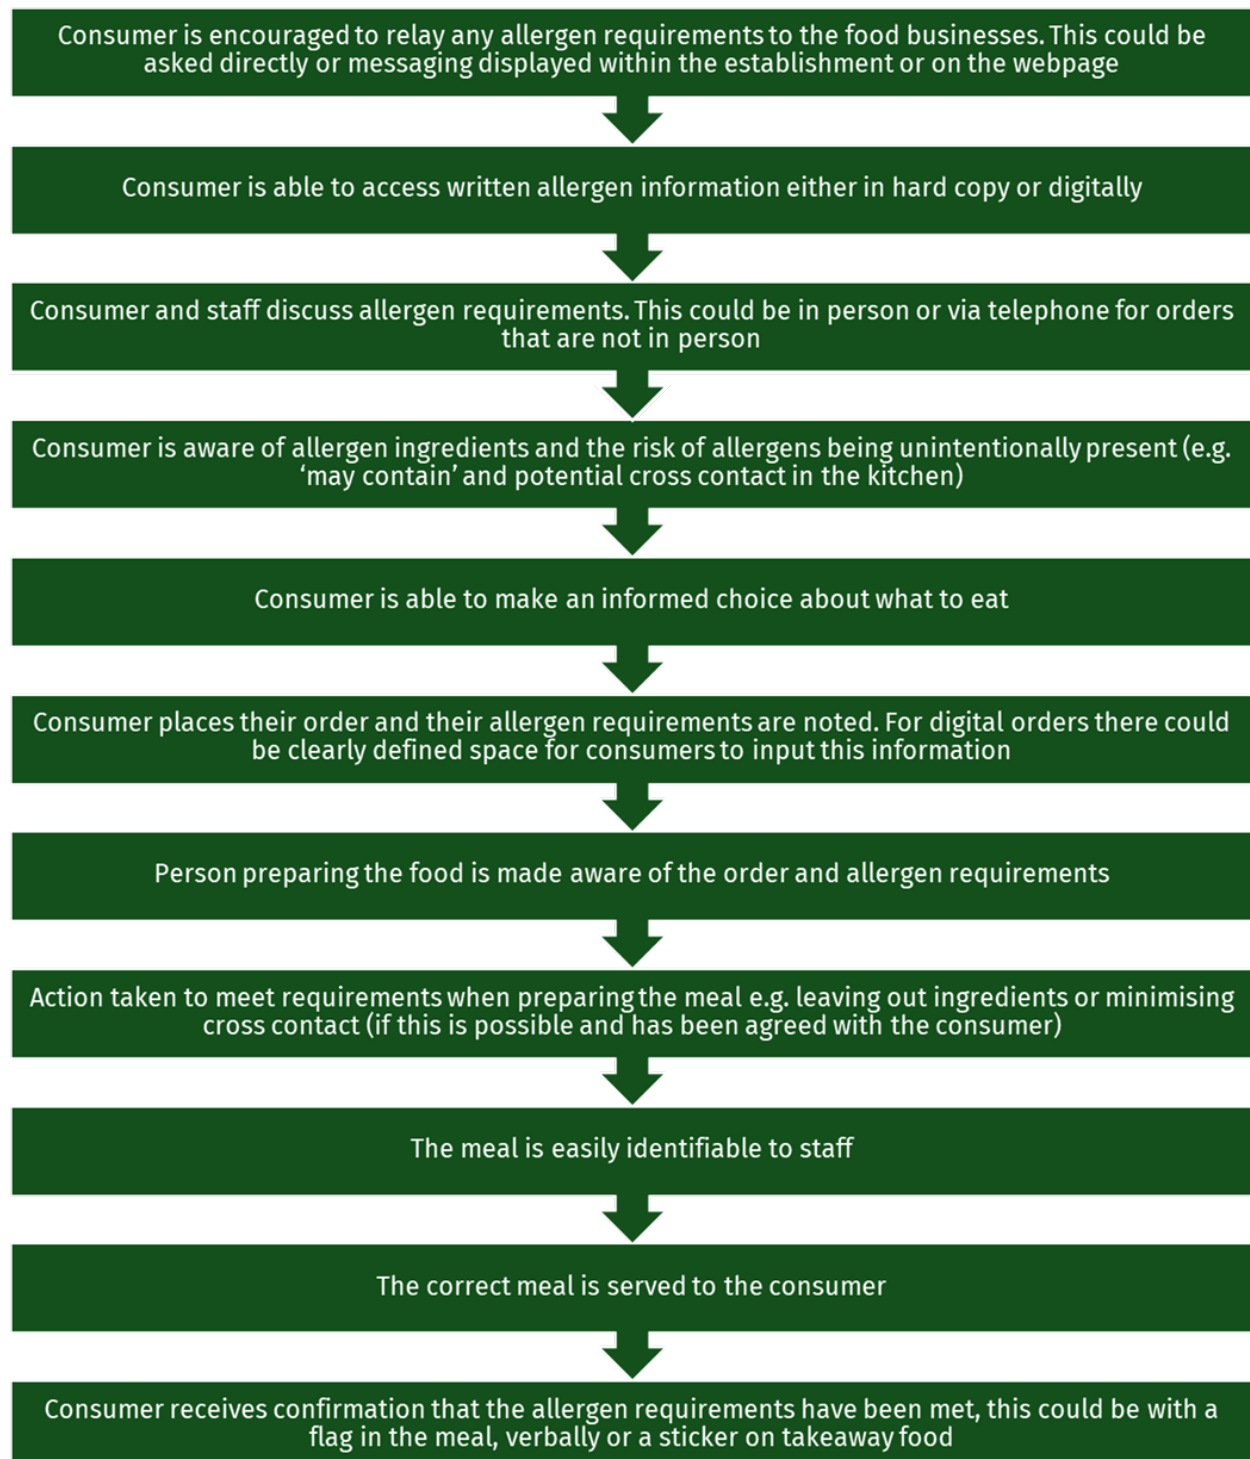 Consumer is encouraged to relay any allergen requirements to the food businesses. This could be
asked directly or messaging displayed within the establishment or on the webpage
Consumer is able to access written allergen information either in hard copy or digitally
Consumer and staff discuss allergen requirements. This could be in person or via telephone for orders
that are not in person
Consumer is aware of allergen ingredients and the risk of allergens being unintentionally present (e.g.
‘may contain’ and potential cross contact in the kitchen)
Consumer is able to make an informed choice about what to eat
Consumer places their order and their allergen requirements are noted. For digital orders there could
be clearly defined space for consumers to input this information
Person preparing the food is made aware of the order and allergen requirements
Action taken to meet requirements when preparing the meal e.g. leaving out ingredients or minimising
cross contact (if this is possible and has been agreed with the consumer)
The meal is easily identifiable to staff
The correct meal is served to the consumer
Consumer receives confirmation that the allergen requirements have been met, this could be with a
flag in the meal, verbally or a sticker on takeaway food